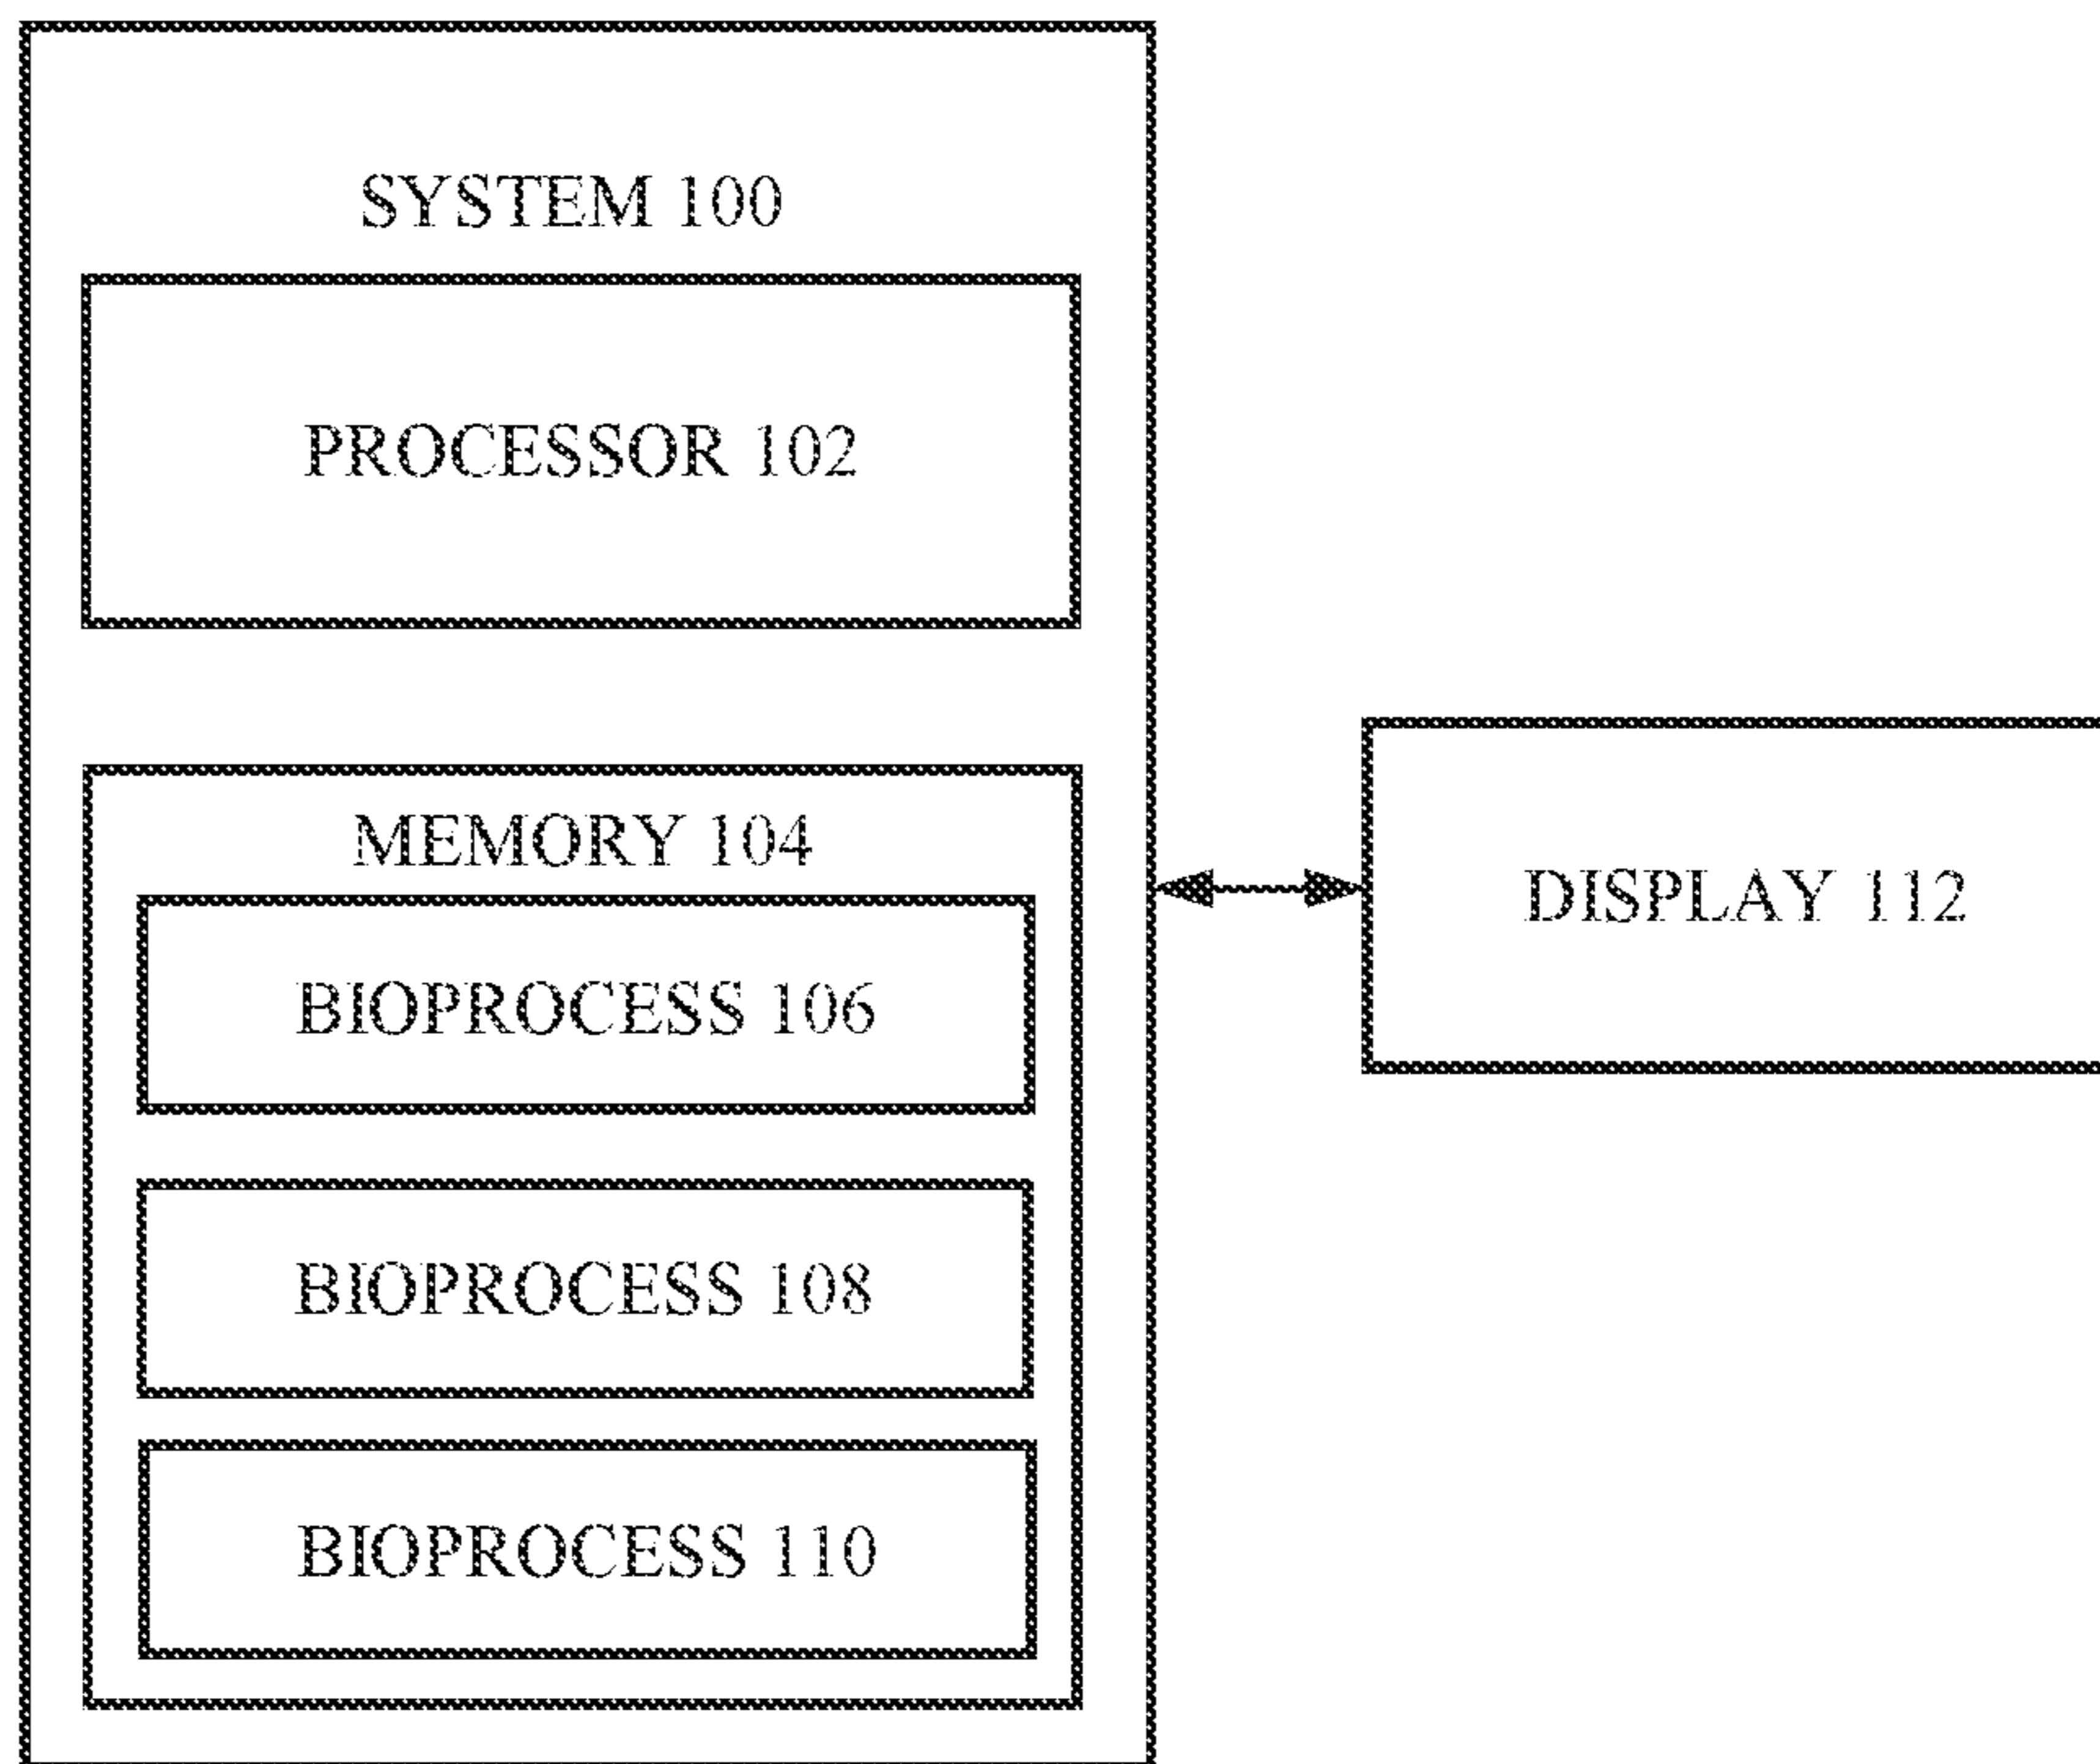 SYSTEM 100
PROCESSOR 102
MEMORY 104
BIOPROCESS 106
DISPLAY 112
BIOPROCESS 108
BIOPROCESS 110